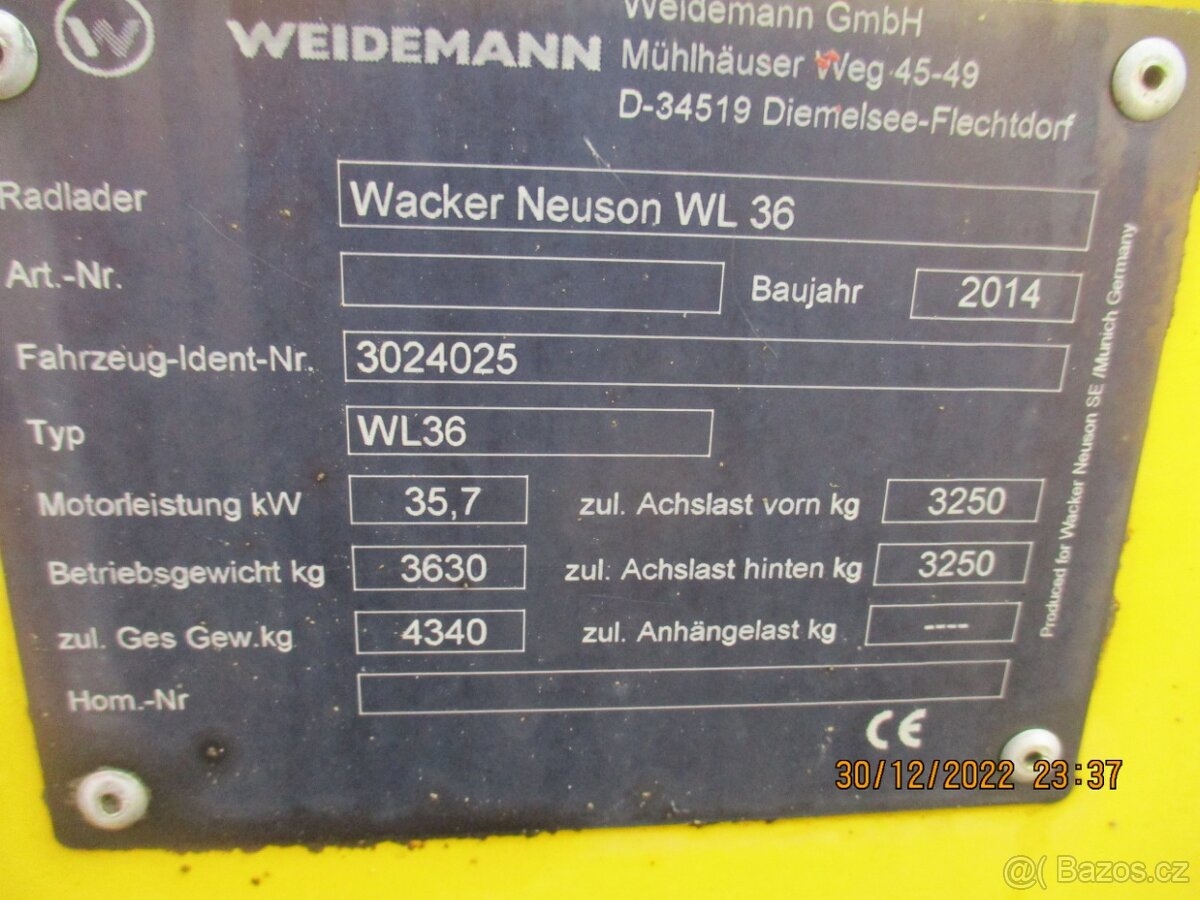 W WEIDEMANN
Weidemann GmbH
Mühlhäuser Weg 45-49
D-34519 Diemelsee-Flechtdorf
Radlader Wacker Neuson WL 36
Art.-Nr. Baujahr 2014
Fahrzeug-Ident-Nr. 3024025
Typ WL36
Motorleistung kW 35,7 zul. Achslast vorn kg 3250
Betriebsgewicht kg 3630 zul. Achslast hinten kg 3250
zul. Ges Gew.kg 4340 zul. Anhängelast kg ----
Hom.-Nr
CE
Produced for Wacker Neuson SE /Munich Germany
30/12/2022 23:37
@( Bazos.cz